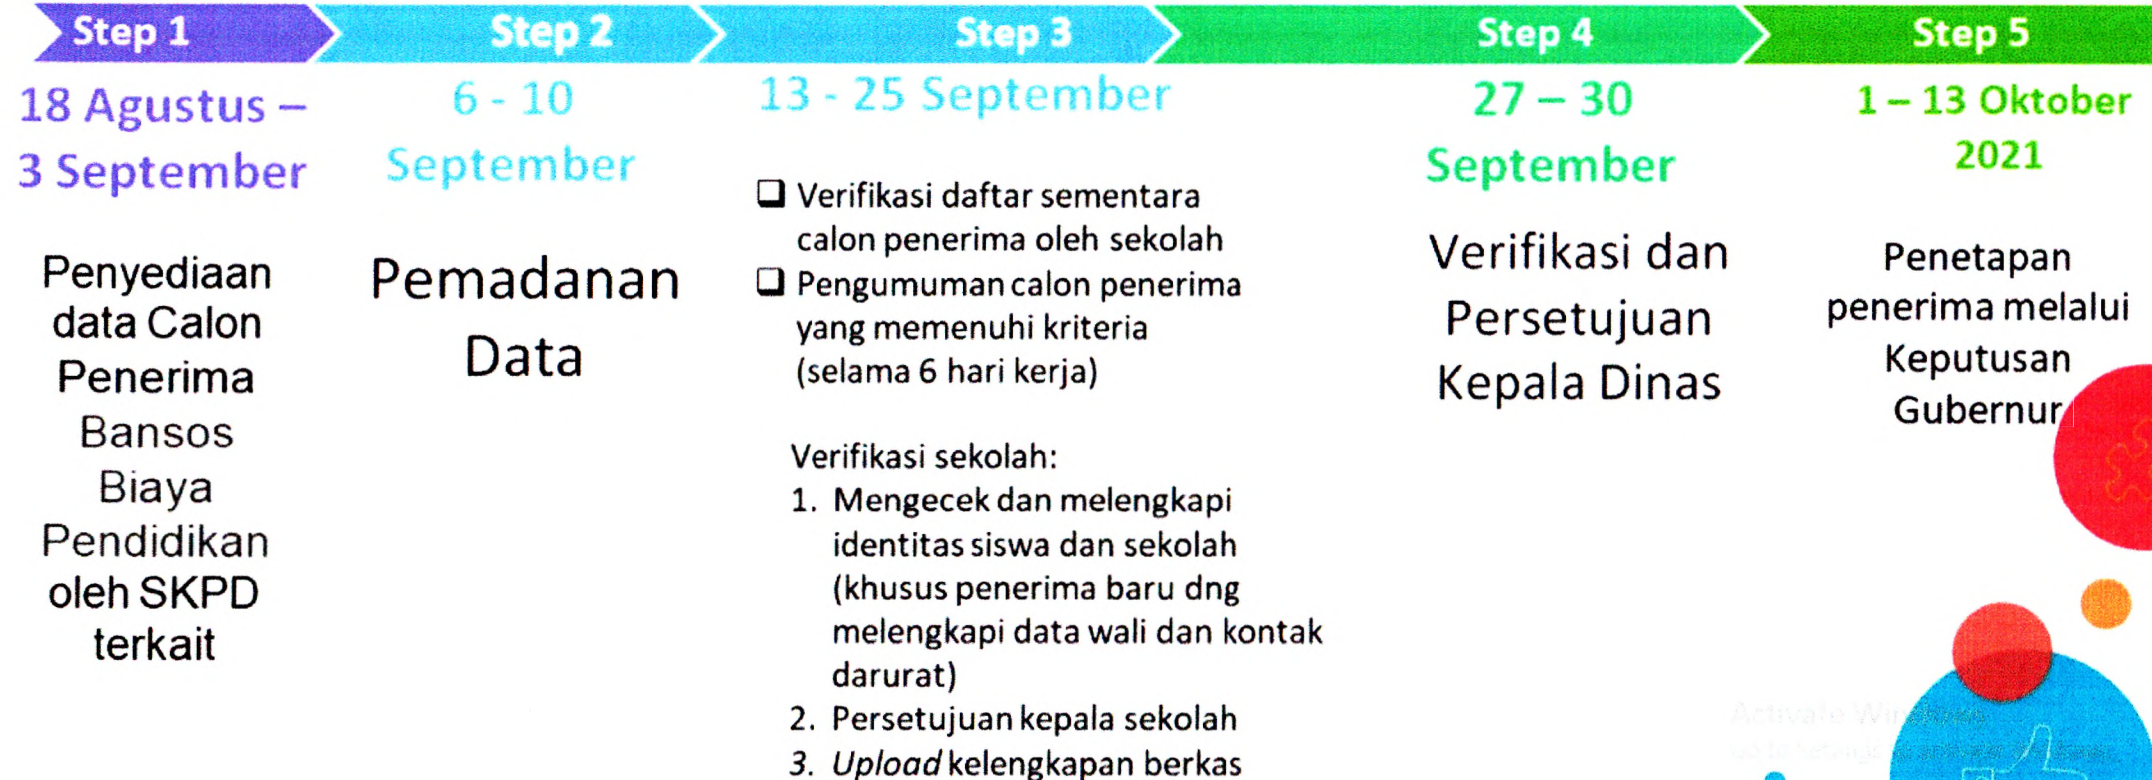 Step 1
18 Agustus –
3 September
Penyediaan
data Calon
Penerima
Bansos
Biaya
Pendidikan
oleh SKPD
terkait
Step 2
6 - 10
September
Pemadanan
Data
Step 3
13 - 25 September
❑ Verifikasi daftar sementara
calon penerima oleh sekolah
❑ Pengumuman calon penerima
yang memenuhi kriteria
(selama 6 hari kerja)
Verifikasi sekolah:
1. Mengecek dan melengkapi
identitas siswa dan sekolah
(khusus penerima baru dng
melengkapi data wali dan kontak
darurat)
2. Persetujuan kepala sekolah
3. Upload kelengkapan berkas
Step 4
27 – 30
September
Verifikasi dan
Persetujuan
Kepala Dinas
Step 5
1 – 13 Oktober
2021
Penetapan
penerima melalui
Keputusan
Gubernur
Activate Windows